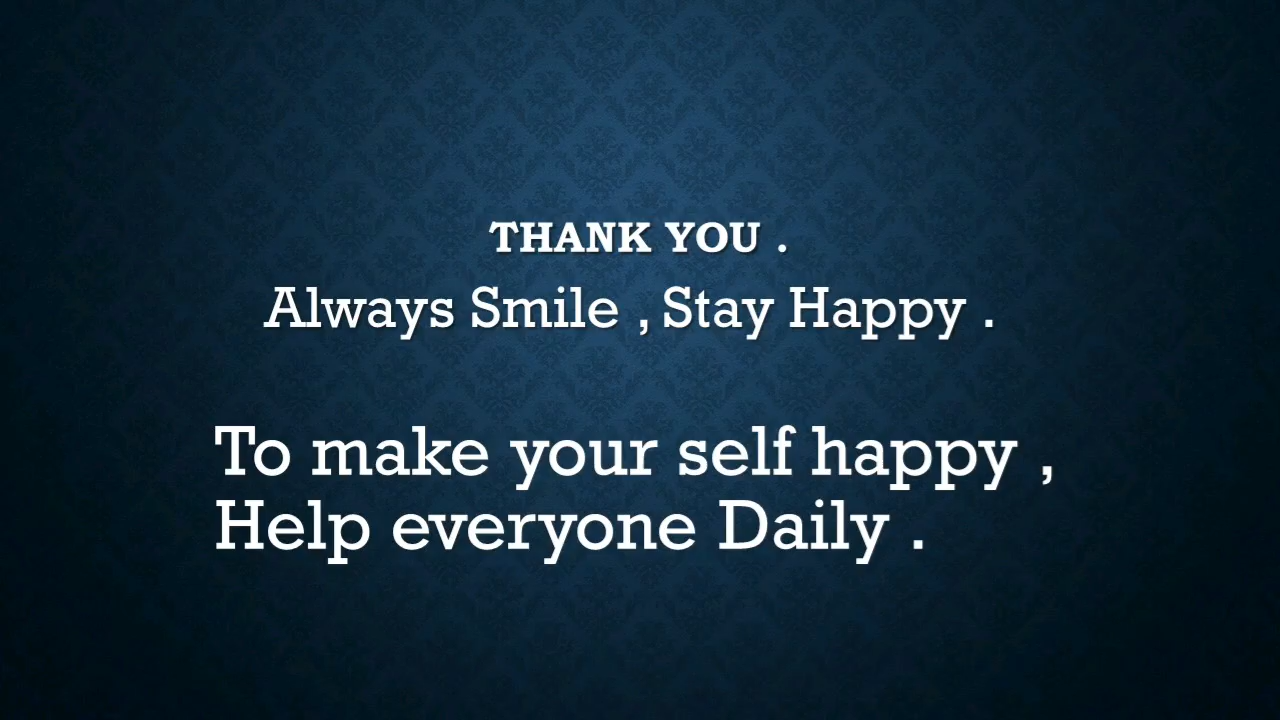 THANK YOU .
Always Smile , Stay Happy .
To make your self happy ,
Help everyone Daily .